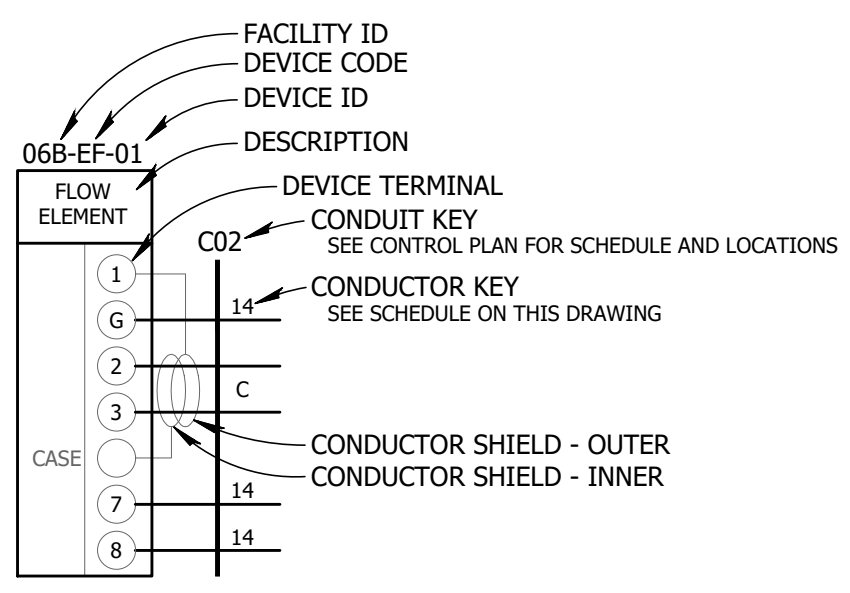 FACILITY ID
DEVICE CODE
DEVICE ID
06B-EF-01
DESCRIPTION
FLOW
ELEMENT
DEVICE TERMINAL
CONDUIT KEY
C02
SEE CONTROL PLAN FOR SCHEDULE AND LOCATIONS
1
CONDUCTOR KEY
14
SEE SCHEDULE ON THIS DRAWING
G
2
C
3
CONDUCTOR SHIELD - OUTER
CASE
CONDUCTOR SHIELD - INNER
14
7
14
8